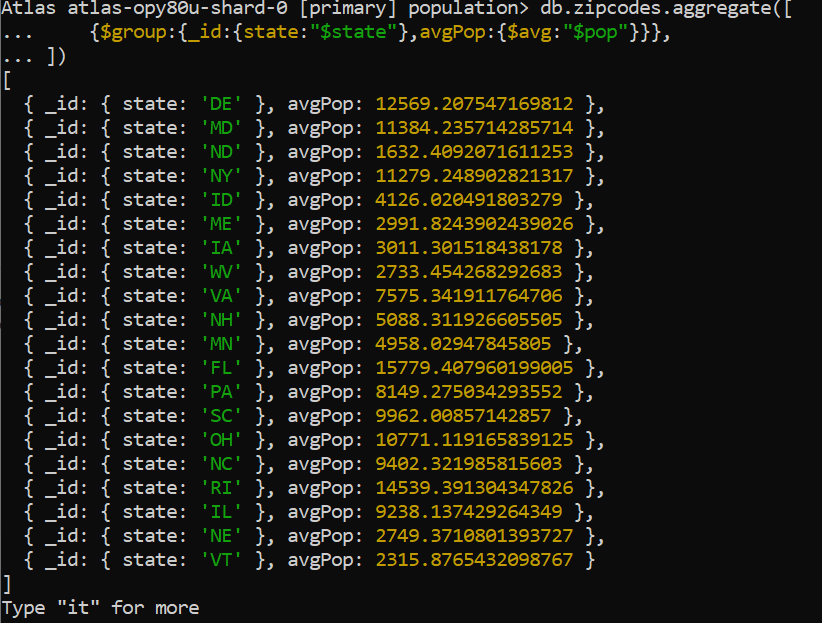 Atlas atlas-opy80u-shard-0 [primary] population> db.zipcodes.aggregate([
...     {$group:{_id:{state:"$state"},avgPop:{$avg:"$pop"}}},
... ])
[
  { _id: { state: 'DE' }, avgPop: 12569.207547169812 },
  { _id: { state: 'MD' }, avgPop: 11384.235714285714 },
  { _id: { state: 'ND' }, avgPop: 1632.4092071611253 },
  { _id: { state: 'NY' }, avgPop: 11279.248902821317 },
  { _id: { state: 'ID' }, avgPop: 4126.020491803279 },
  { _id: { state: 'ME' }, avgPop: 2991.8243902439026 },
  { _id: { state: 'IA' }, avgPop: 3011.301518438178 },
  { _id: { state: 'WV' }, avgPop: 2733.454268292683 },
  { _id: { state: 'VA' }, avgPop: 7575.341911764706 },
  { _id: { state: 'NH' }, avgPop: 5088.311926605505 },
  { _id: { state: 'MN' }, avgPop: 4958.02947845805 },
  { _id: { state: 'FL' }, avgPop: 15779.407960199005 },
  { _id: { state: 'PA' }, avgPop: 8149.275034293552 },
  { _id: { state: 'SC' }, avgPop: 9962.00857142857 },
  { _id: { state: 'OH' }, avgPop: 10771.119165839125 },
  { _id: { state: 'NC' }, avgPop: 9402.321985815603 },
  { _id: { state: 'RI' }, avgPop: 14539.391304347826 },
  { _id: { state: 'IL' }, avgPop: 9238.137429264349 },
  { _id: { state: 'NE' }, avgPop: 2749.3710801393727 },
  { _id: { state: 'VT' }, avgPop: 2315.8765432098767 }
]
Type "it" for more